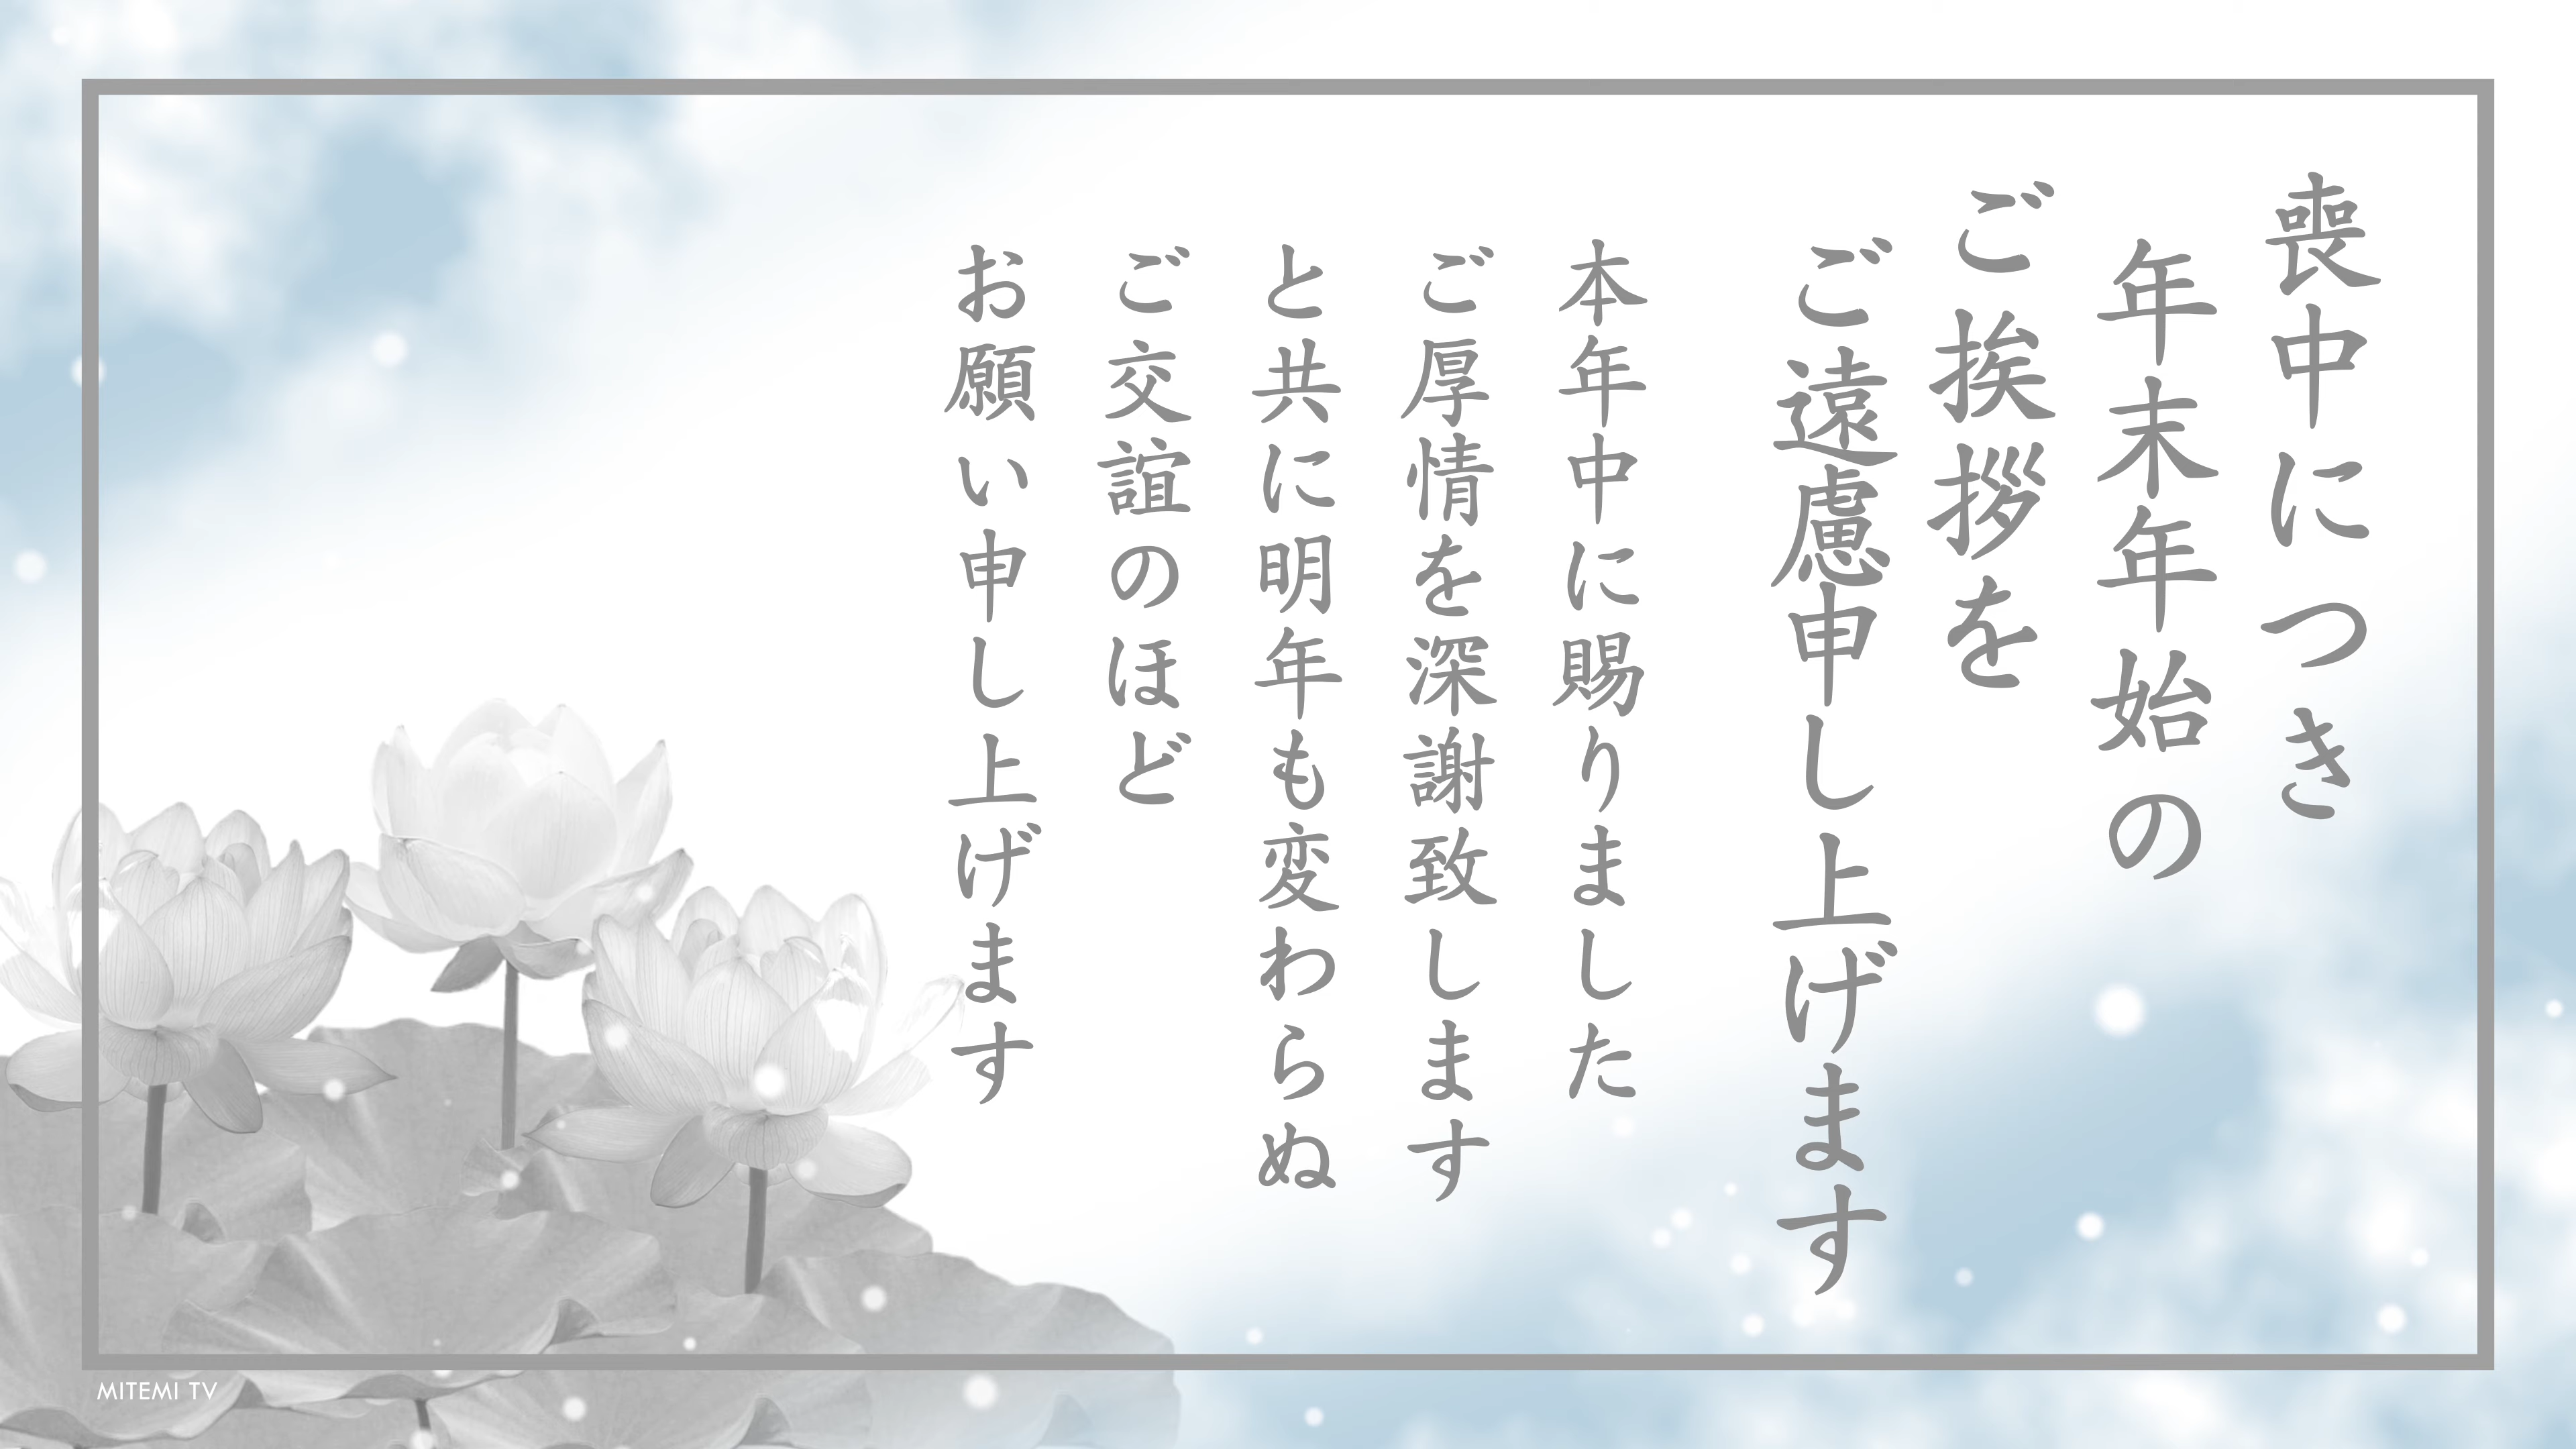 喪中につき
年末年始の
ご挨拶を
ご遠慮申し上げます
本年中に賜りました
ご厚情を深謝致します
と共に明年も変わらぬ
ご交誼のほど
お願い申し上げます
MITEMI TV